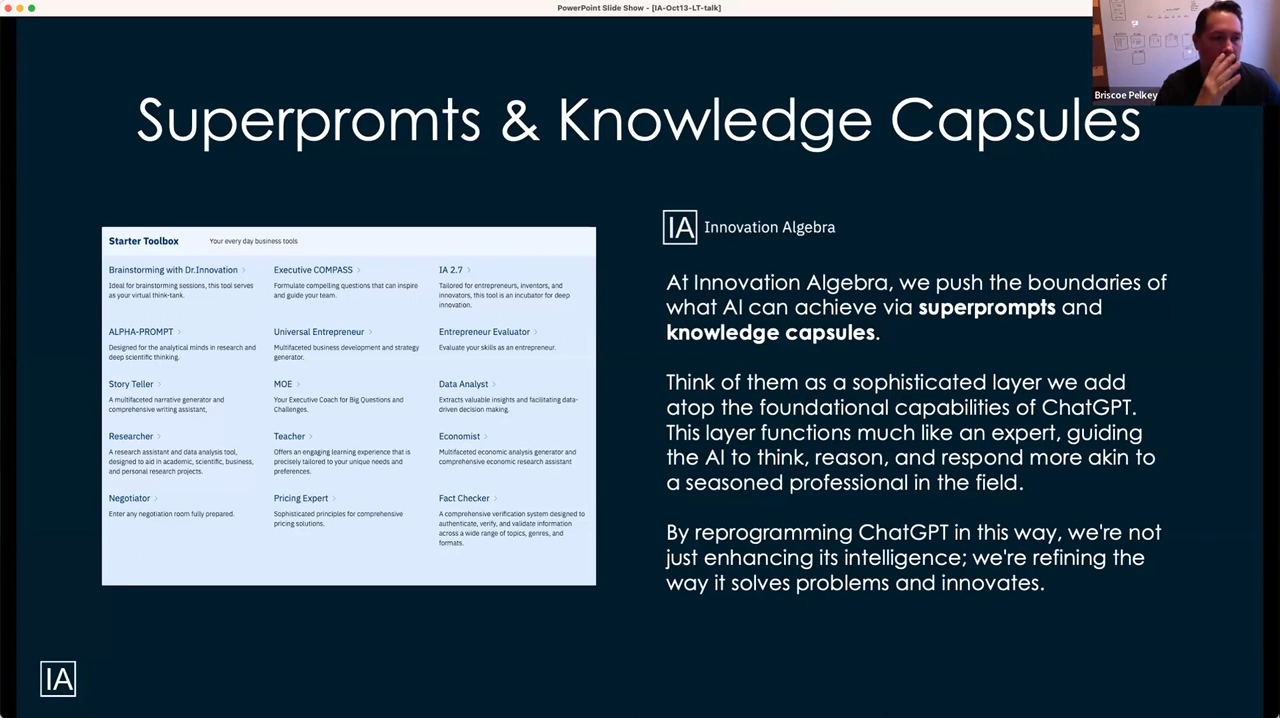 PowerPoint Slide Show - [IA-Oct13-LT-talk]
Briscoe Pelkey
Superpromts & Knowledge Capsules
Starter Toolbox Your every day business tools
Brainstorming with Dr.Innovation >
Ideal for brainstorming sessions, this tool serves
as your virtual think-tank.
Executive COMPASS >
Formulate compelling questions that can inspire
and guide your team.
IA 2.7 >
Tailored for entrepreneurs, inventors, and
innovators, this tool is an incubator for deep
innovation.
ALPHA-PROMPT >
Designed for the analytical minds in research and
deep scientific thinking.
Universal Entrepreneur >
Multifaceted business development and strategy
generator.
Entrepreneur Evaluator >
Evaluate your skills as an entrepreneur.
Story Teller >
A multifaceted narrative generator and
comprehensive writing assistant,
MOE >
Your Executive Coach for Big Questions and
Challenges.
Data Analyst >
Extracts valuable insights and facilitating data-
driven decision making.
Researcher >
A research assistant and data analysis tool,
designed to aid in academic, scientific, business,
and personal research projects.
Teacher >
Offers an engaging learning experience that is
precisely tailored to your unique needs and
preferences.
Economist >
Multifaceted economic analysis generator and
comprehensive economic research assistant
Negotiator >
Enter any negotiation room fully prepared.
Pricing Expert >
Sophisticated principles for comprehensive
pricing solutions.
Fact Checker >
A comprehensive verification system designed to
authenticate, verify, and validate information
across a wide range of topics, genres, and
formats.
IA Innovation Algebra
At Innovation Algebra, we push the boundaries of
what AI can achieve via superprompts and
knowledge capsules.
Think of them as a sophisticated layer we add
atop the foundational capabilities of ChatGPT.
This layer functions much like an expert, guiding
the AI to think, reason, and respond more akin to
a seasoned professional in the field.
By reprogramming ChatGPT in this way, we're not
just enhancing its intelligence; we're refining the
way it solves problems and innovates.
IA